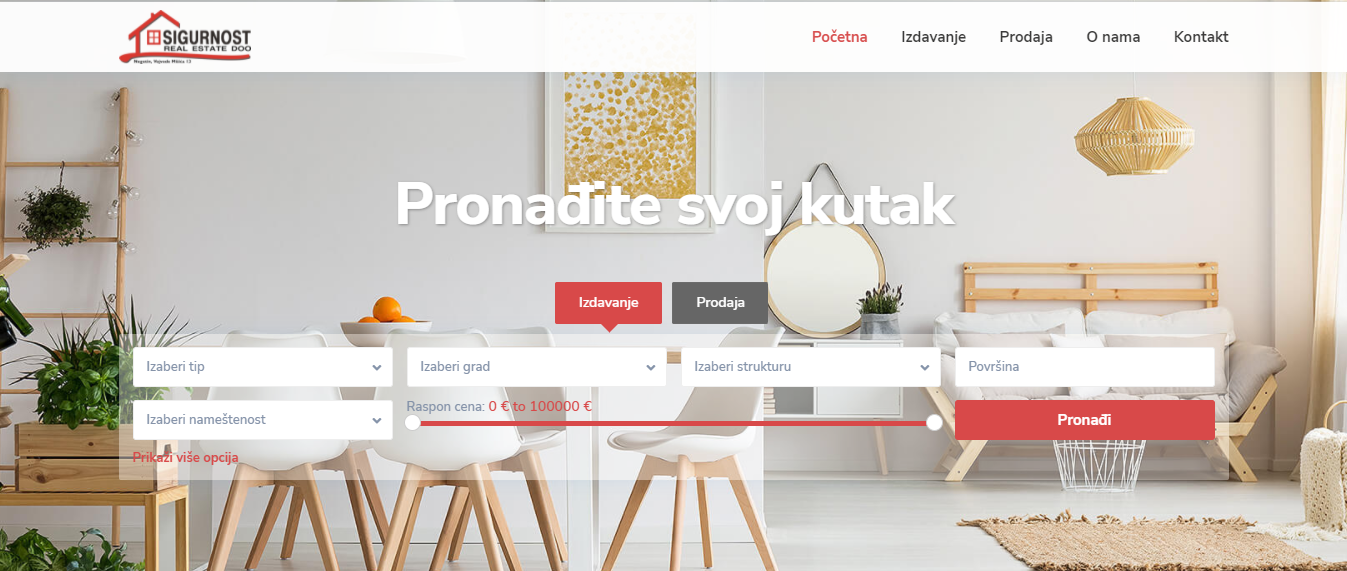 SIGURNOST
REAL ESTATE DOO
Početna
Izdavanje
Prodaja
O nama
Kontakt
Pronađite svoj kutak
Izdavanje
Prodaja
Izaberi tip
Izaberi grad
Izaberi strukturu
Površina
Izaberi nameštenost
Raspon cena: 0 € to 100000 €
Pronađi
Prikaži više opcija